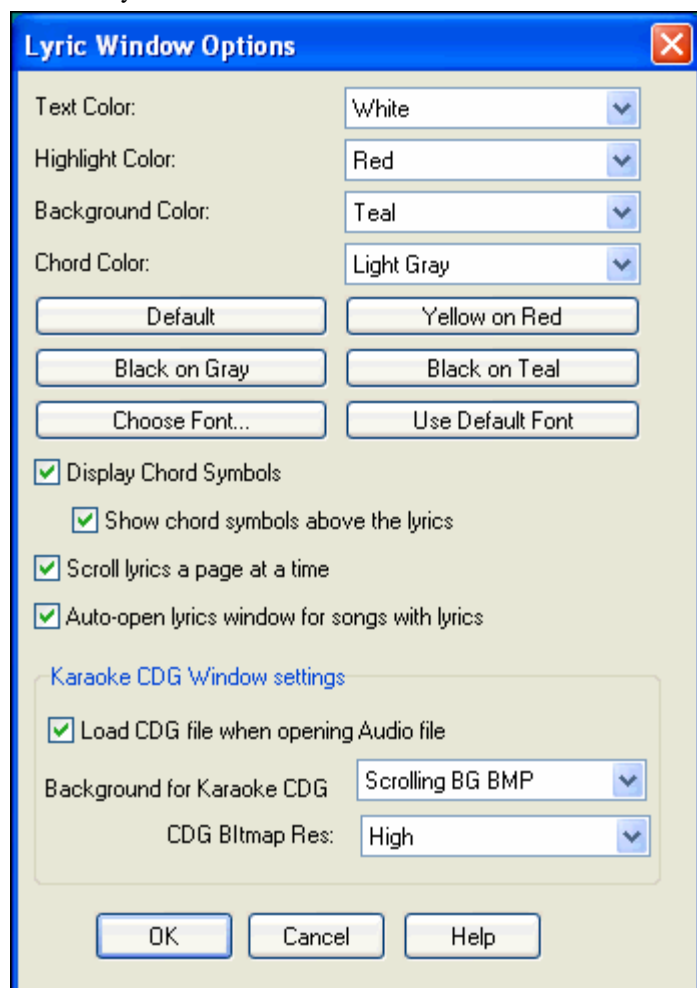 Lyric Window Options
Text Color: White
Highlight Color: Red
Background Color: Teal
Chord Color: Light Gray
Default Yellow on Red
Black on Gray Black on Teal
Choose Font... Use Default Font
Display Chord Symbols
Show chord symbols above the lyrics
Scroll lyrics a page at a time
Auto-open lyrics window for songs with lyrics
Karaoke CDG Window settings
Load CDG file when opening Audio file
Background for Karaoke CDG Scrolling BG BMP
CDG BItmap Res: High
OK Cancel Help